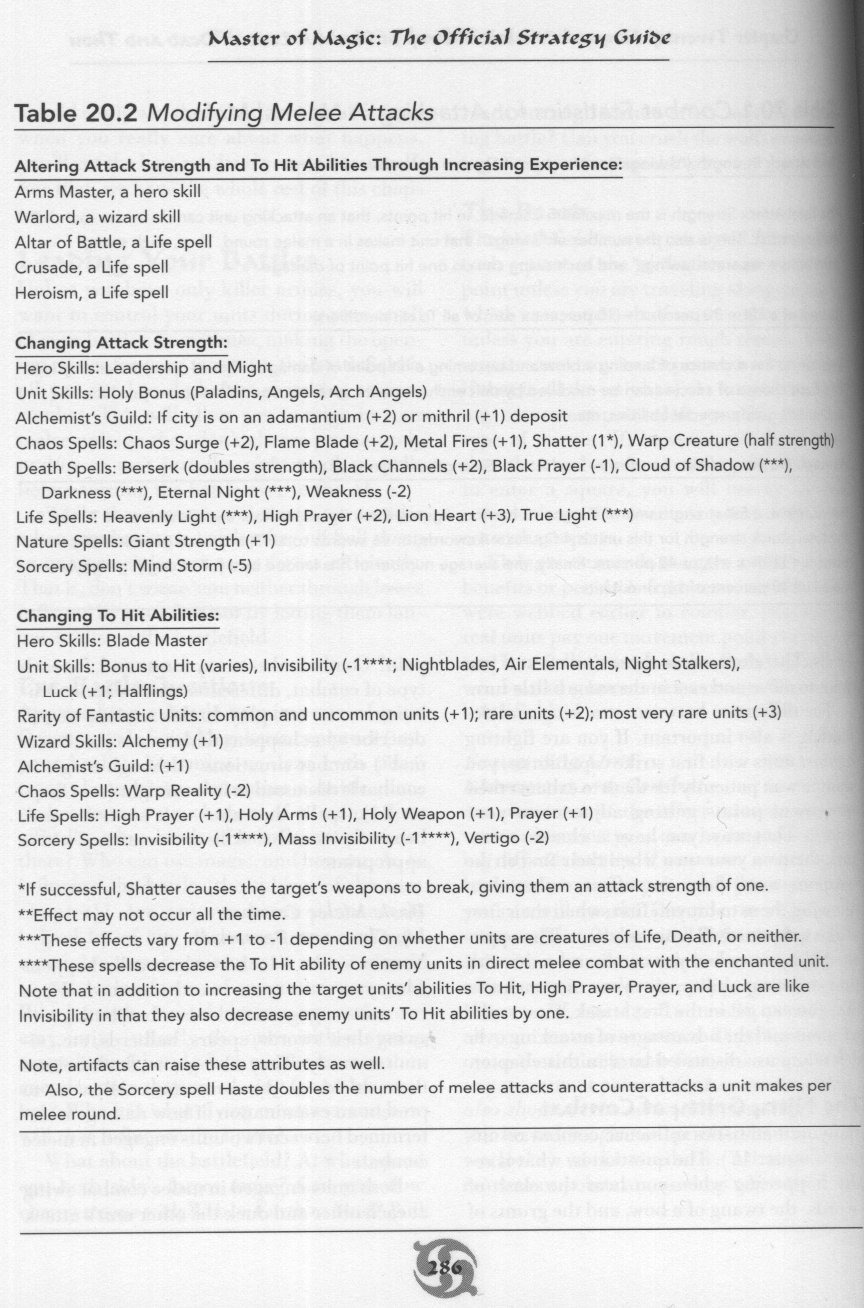 Master of Magic: The Official Strategy Guide
Table 20.2 Modifying Melee Attacks
Altering Attack Strength and To Hit Abilities Through Increasing Experience:
Arms Master, a hero skill
Warlord, a wizard skill
Altar of Battle, a Life spell
Crusade, a Life spell
Heroism, a Life spell
Changing Attack Strength:
Hero Skills: Leadership and Might
Unit Skills: Holy Bonus (Paladins, Angels, Arch Angels)
Alchemist's Guild: If city is on an adamantium (+2) or mithril (+1) deposit
Chaos Spells: Chaos Surge (+2), Flame Blade (+2), Metal Fires (+1), Shatter (1*), Warp Creature (half strength)
Death Spells: Berserk (doubles strength), Black Channels (+2), Black Prayer (-1), Cloud of Shadow (***),
Darkness (***), Eternal Night (***), Weakness (-2)
Life Spells: Heavenly Light (***), High Prayer (+2), Lion Heart (+3), True Light (***)
Nature Spells: Giant Strength (+1)
Sorcery Spells: Mind Storm (-5)
Changing To Hit Abilities:
Hero Skills: Blade Master
Unit Skills: Bonus to Hit (varies), Invisibility (-1****; Nightblades, Air Elementals, Night Stalkers),
Luck (+1; Halflings)
Rarity of Fantastic Units: common and uncommon units (+1); rare units (+2); most very rare units (+3)
Wizard Skills: Alchemy (+1)
Alchemist's Guild: (+1)
Chaos Spells: Warp Reality (-2)
Life Spells: High Prayer (+1), Holy Arms (+1), Holy Weapon (+1), Prayer (+1)
Sorcery Spells: Invisibility (-1****), Mass Invisibility (-1****), Vertigo (-2)
*If successful, Shatter causes the target's weapons to break, giving them an attack strength of one.
**Effect may not occur all the time.
***These effects vary from +1 to -1 depending on whether units are creatures of Life, Death, or neither.
****These spells decrease the To Hit ability of enemy units in direct melee combat with the enchanted unit.
Note that in addition to increasing the target units' abilities To Hit, High Prayer, Prayer, and Luck are like
Invisibility in that they also decrease enemy units' To Hit abilities by one.
Note, artifacts can raise these attributes as well.
Also, the Sorcery spell Haste doubles the number of melee attacks and counterattacks a unit makes per
melee round.
286